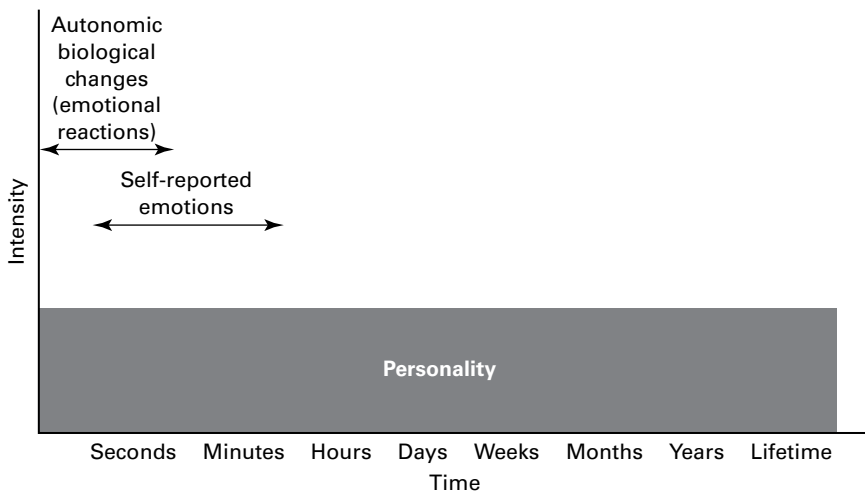 Autonomic
biological
changes
(emotional
reactions)
Self-reported
emotions
Intensity
Personality
Seconds Minutes Hours Days Weeks Months Years Lifetime
Time